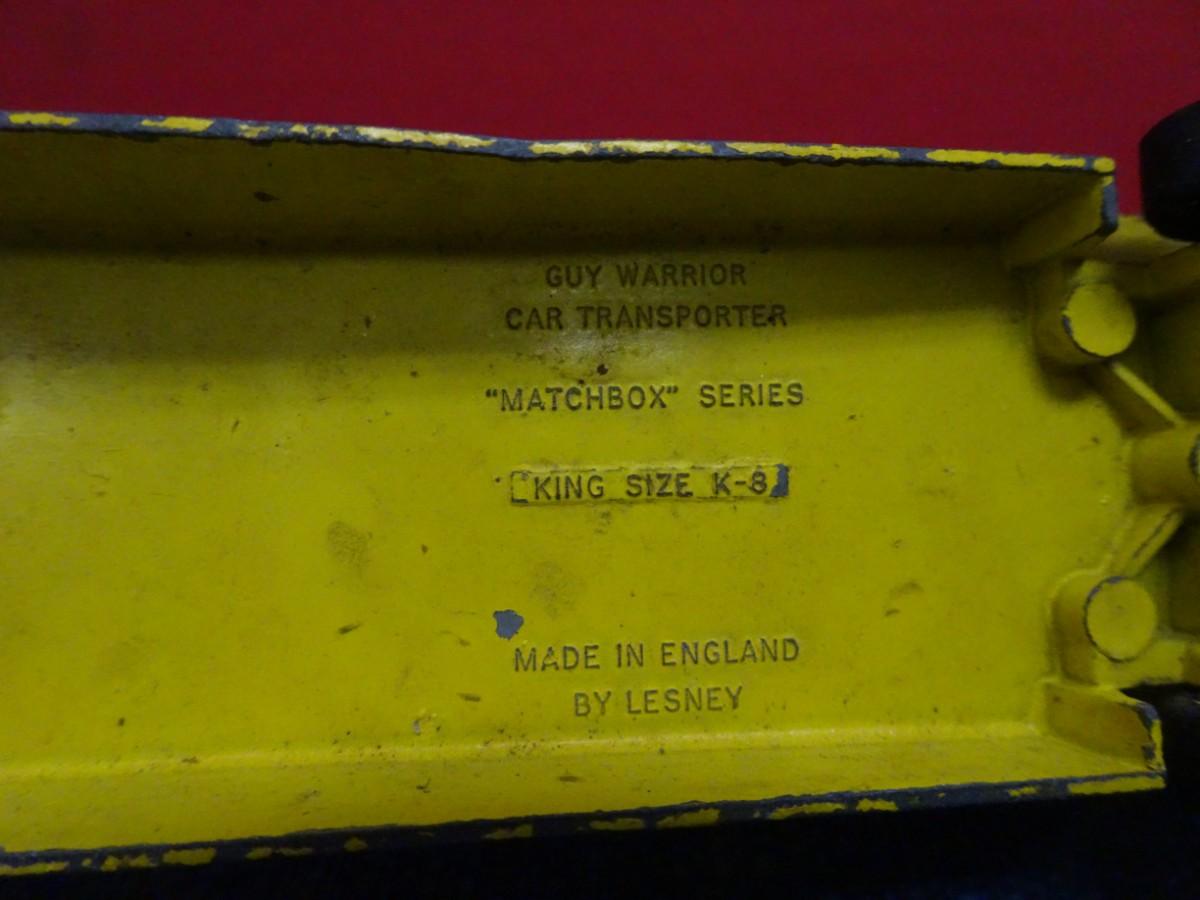 GUY WARRIOR
CAR TRANSPORTER
"MATCHBOX" SERIES
KING SIZE K-8
MADE IN ENGLAND
BY LESNEY